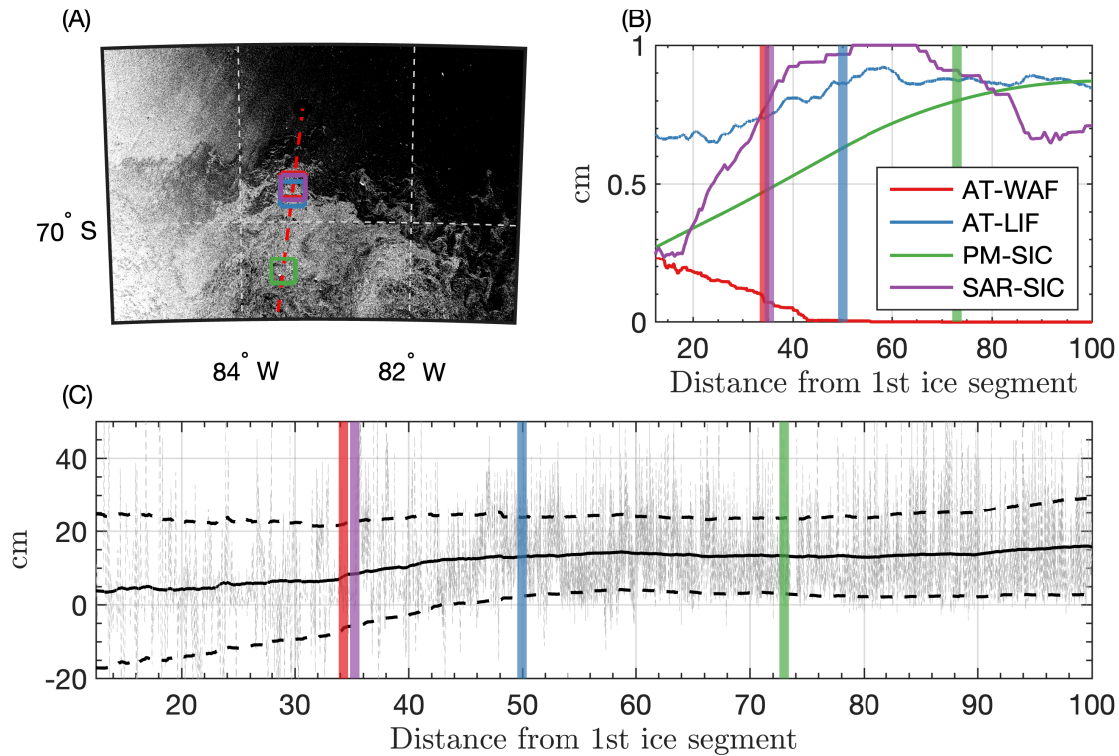 (A)
70° S
84° W
82° W
(B)
1
0.5
0
cm
20
40
60
80
100
Distance from 1st ice segment
AT-WAF
AT-LIF
PM-SIC
SAR-SIC
(C)
40
20
0
-20
cm
20
30
40
50
60
70
80
90
100
Distance from 1st ice segment